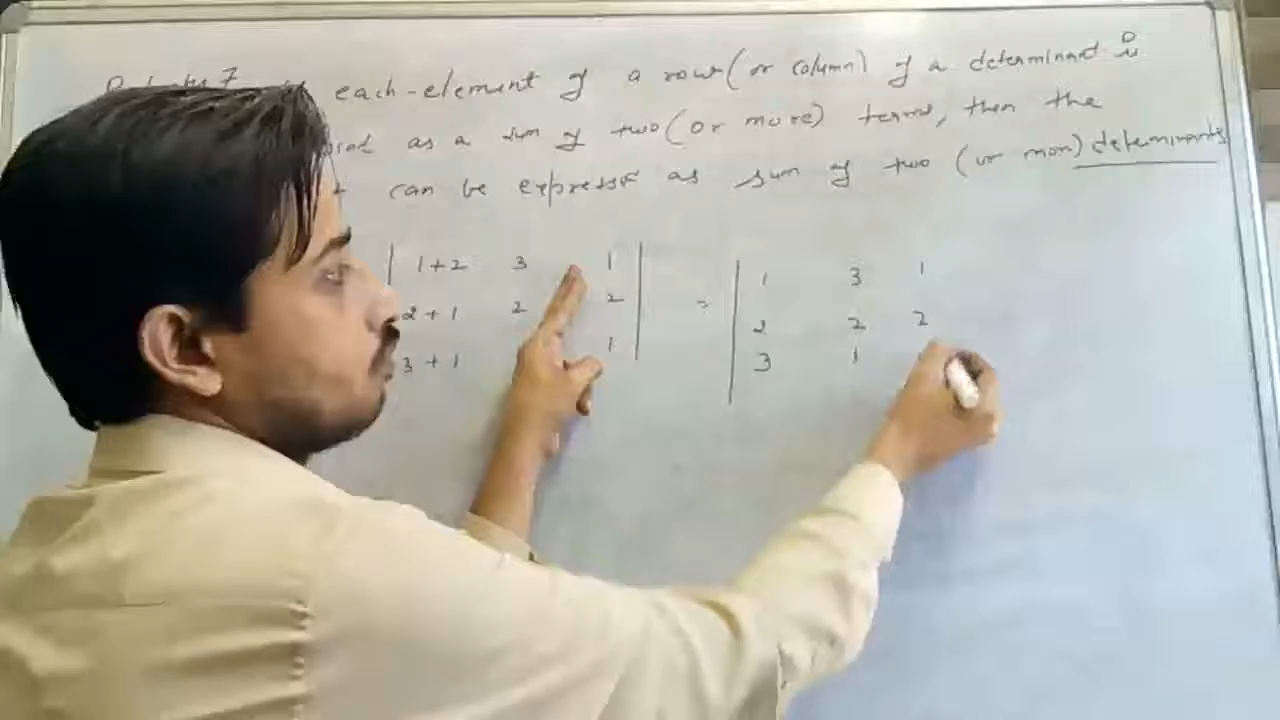 7 each-element of a row (or column) of a determinant is
as a sum of two (or more) terms, then the
can be express as sum of two (or more) determinants
| 1+2 3 1 | = | 1 3 1
2+1 2 2 2 2 2
3+1 1 3 1